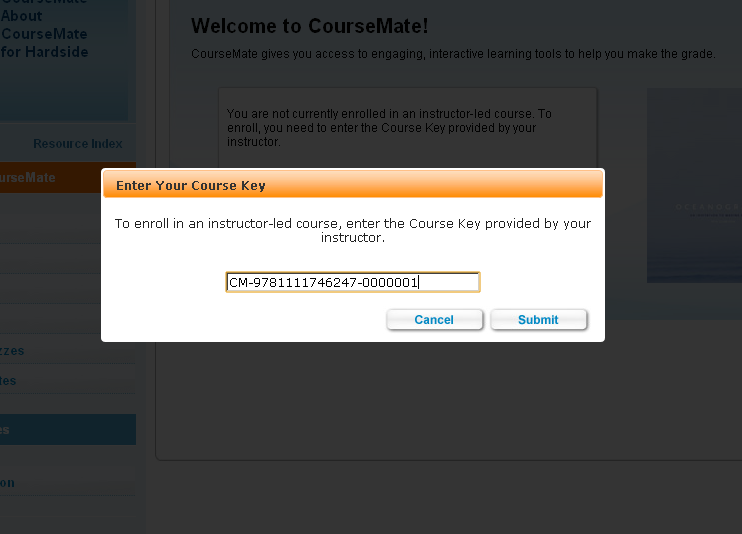 CourseMate
About
CourseMate
for Hardside
Welcome to CourseMate!
CourseMate gives you access to engaging, interactive learning tools to help you make the grade.
You are not currently enrolled in an instructor-led course. To
enroll, you need to enter the Course Key provided by your
instructor.
Resource Index
urseMate
Enter Your Course Key
To enroll in an instructor-led course, enter the Course Key provided by your
instructor.
CM-9781111746247-0000001
Cancel
Submit
zzes
tes
es
on